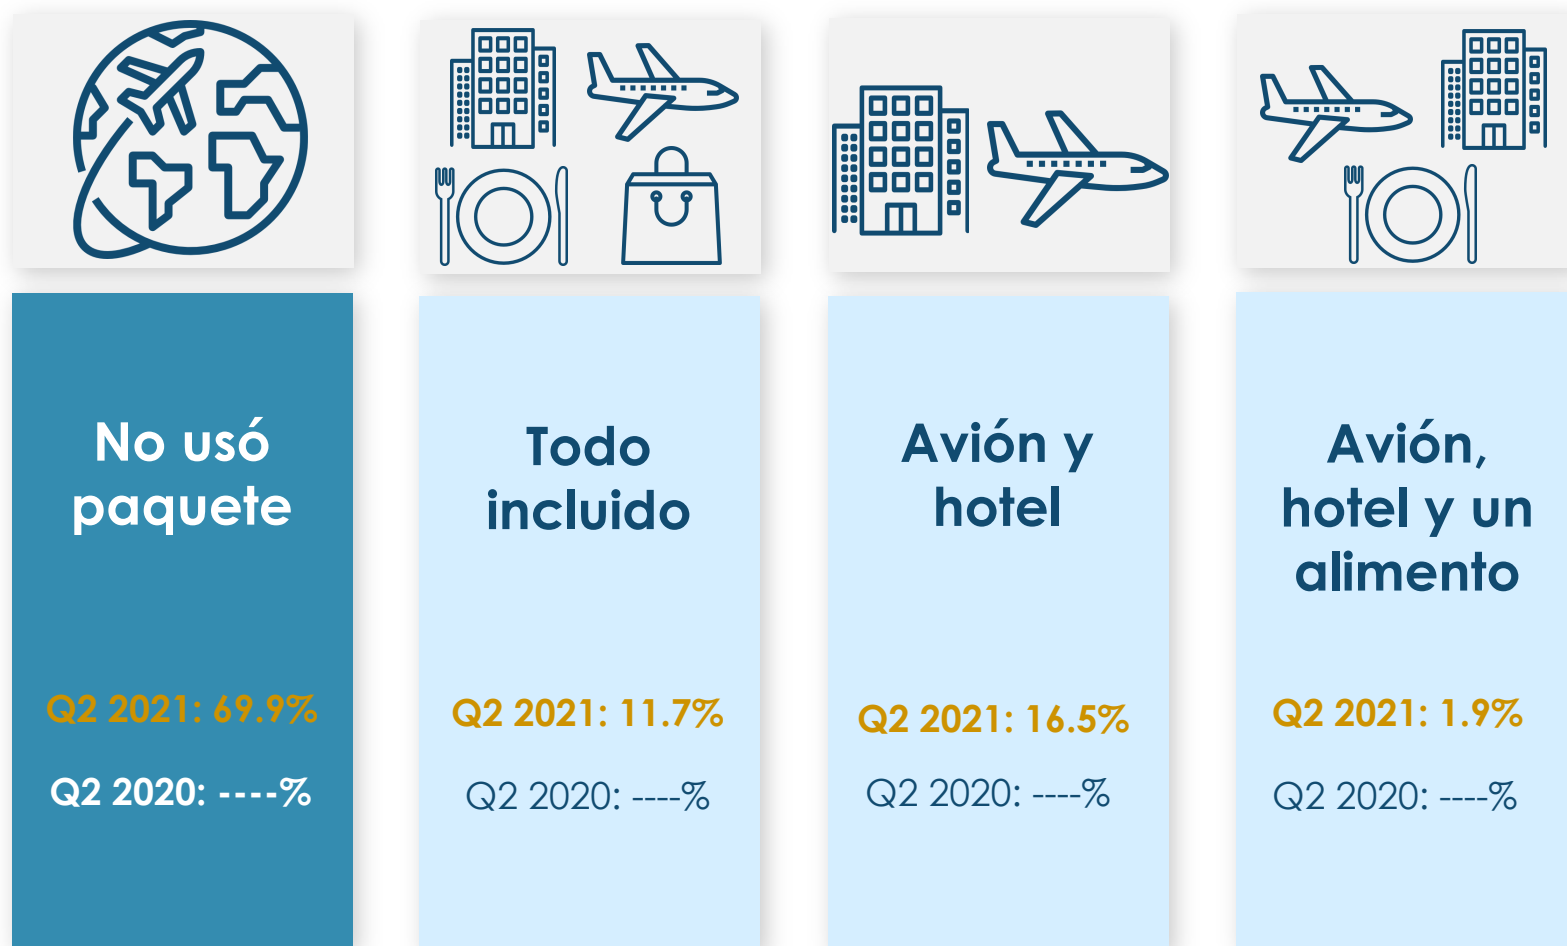 No usó
paquete
Q2 2021: 69.9%
Q2 2020: ----%
Todo
incluido
Q2 2021: 11.7%
Q2 2020: ----%
Avión y
hotel
Q2 2021: 16.5%
Q2 2020: ----%
Avión,
hotel y un
alimento
Q2 2021: 1.9%
Q2 2020: ----%